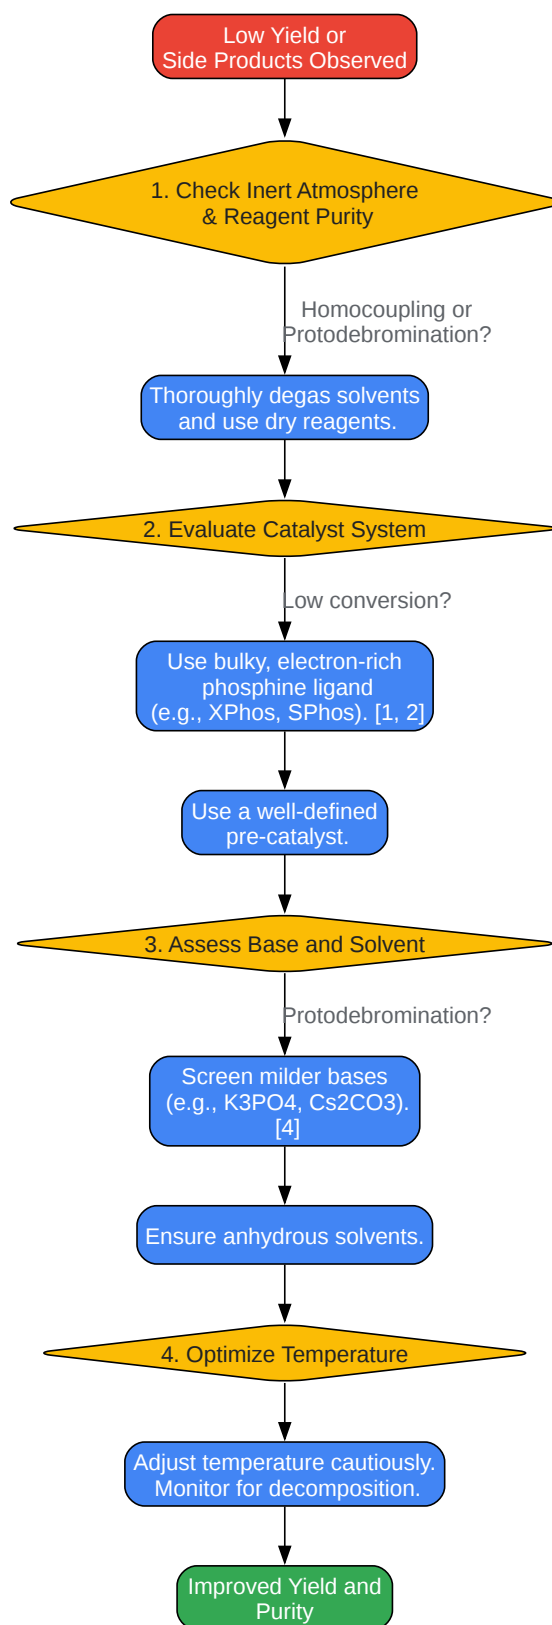 Low Yield or
Side Products Observed
1. Check Inert Atmosphere
& Reagent Purity
Homocoupling or
Protodebromination?
Thoroughly degas solvents
and use dry reagents.
2. Evaluate Catalyst System
Low conversion?
Use bulky, electron-rich
phosphine ligand
(e.g., XPhos, SPhos). [1, 2]
Use a well-defined
pre-catalyst.
3. Assess Base and Solvent
Protodebromination?
Screen milder bases
(e.g., K3PO4, Cs2CO3).
[4]
Ensure anhydrous solvents.
4. Optimize Temperature
Adjust temperature cautiously.
Monitor for decomposition.
Improved Yield and
Purity